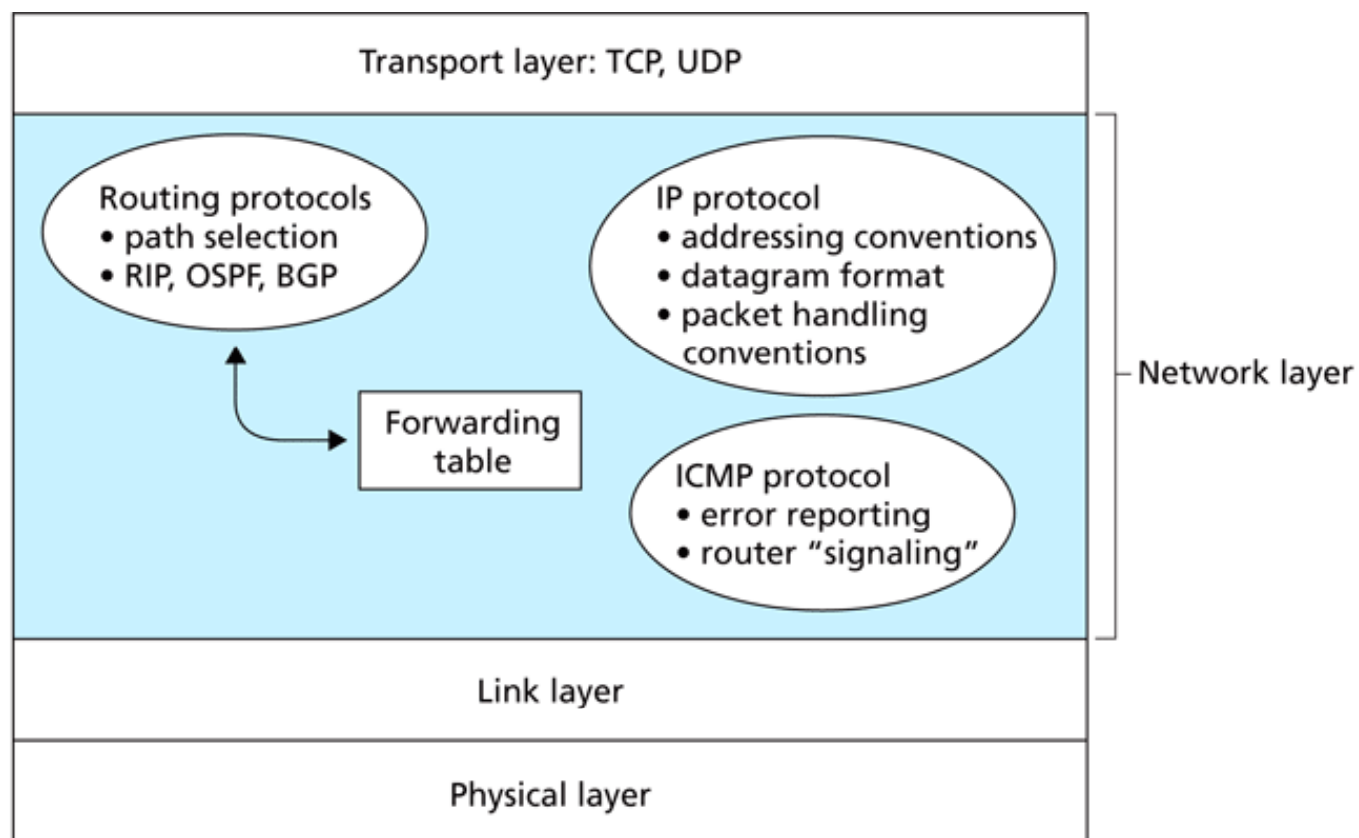 Transport layer: TCP, UDP
Routing protocols
• path selection
• RIP, OSPF, BGP
IP protocol
• addressing conventions
• datagram format
• packet handling
conventions
Network layer
Forwarding
table
ICMP protocol
• error reporting
• router “signaling”
Link layer
Physical layer